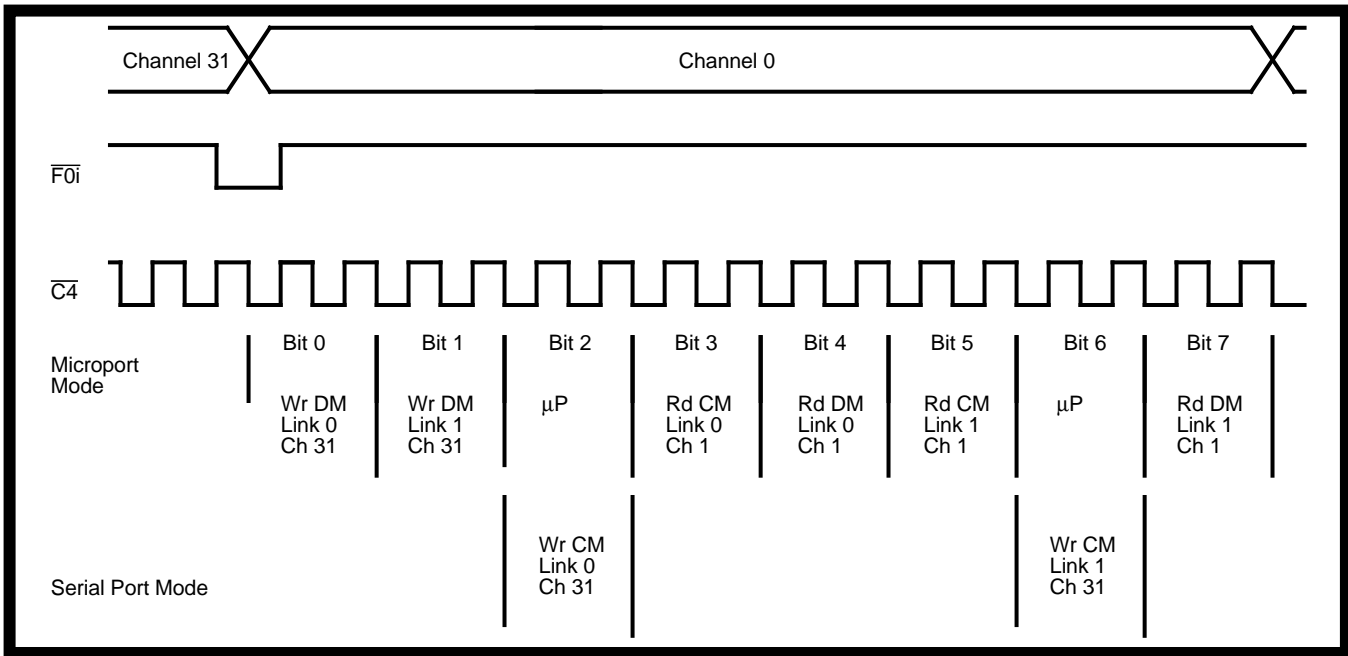 Channel 31
Channel 0
F0i
C4
Microport
Mode
Bit 0
Bit 1
Bit 2
Bit 3
Bit 4
Bit 5
Bit 6
Bit 7
Wr DM
Link 0
Ch 31
Wr DM
Link 1
Ch 31
µP
Rd CM
Link 0
Ch 1
Rd DM
Link 0
Ch 1
Rd CM
Link 1
Ch 1
µP
Rd DM
Link 1
Ch 1
Serial Port Mode
Wr CM
Link 0
Ch 31
Wr CM
Link 1
Ch 31